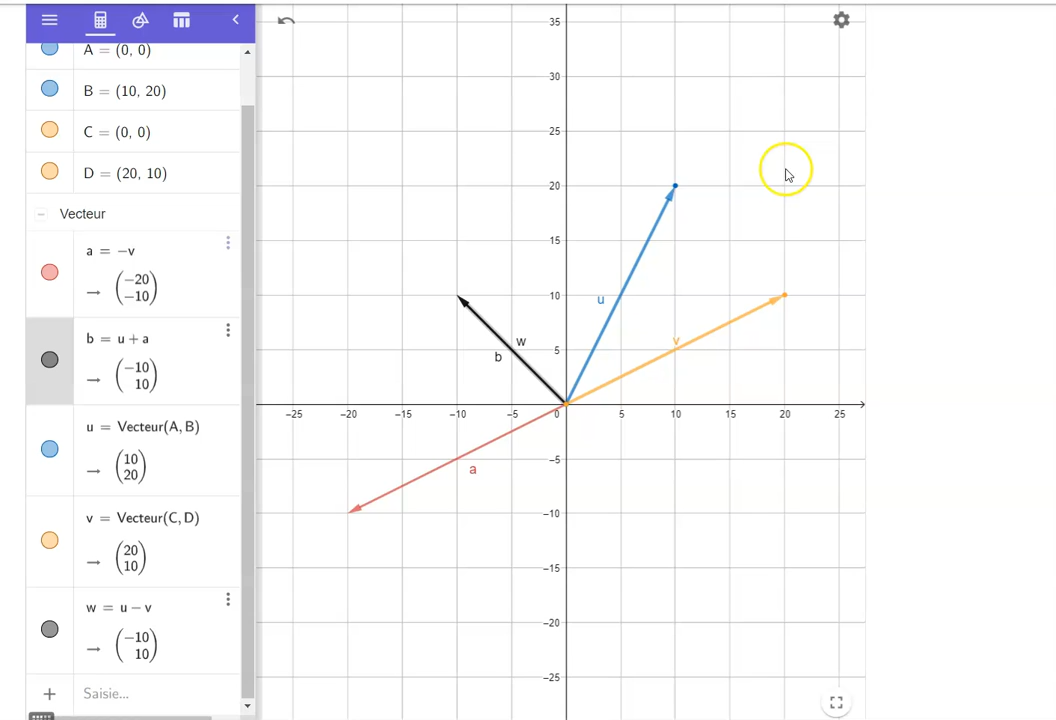 A = (0, 0)
B = (10, 20)
C = (0, 0)
D = (20, 10)
Vecteur
a = −v
→ (−20
−10)
b = u + a
→ (−10
10)
u = Vecteur(A, B)
→ (10
20)
v = Vecteur(C, D)
→ (20
10)
w = u − v
→ (−10
10)
+ Saisie...
35
30
25
20
15
10
5
−25 −20 −15 −10 −5 0 5 10 15 20 25
−5
−10
−15
−20
−25
u
v
w
b
a